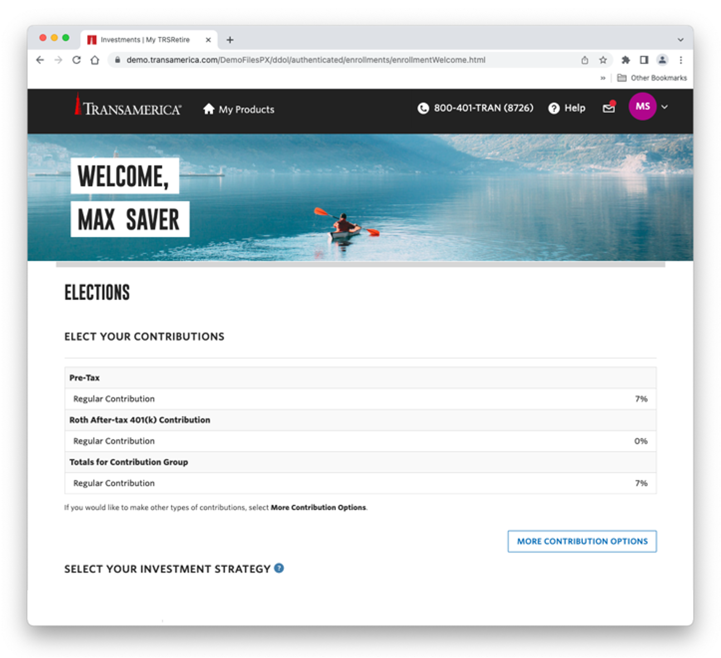 Investments | My TRSRetire
demo.transamerica.com/DemoFilesPX/ddol/authenticated/enrollments/enrollmentWelcome.html
» Other Bookmarks
TRANSAMERICA® My Products 800-401-TRAN (8726) Help MS
WELCOME,
MAX SAVER
ELECTIONS
ELECT YOUR CONTRIBUTIONS
Pre-Tax
Regular Contribution 7%
Roth After-tax 401(k) Contribution
Regular Contribution 0%
Totals for Contribution Group
Regular Contribution 7%
If you would like to make other types of contributions, select More Contribution Options.
MORE CONTRIBUTION OPTIONS
SELECT YOUR INVESTMENT STRATEGY ?